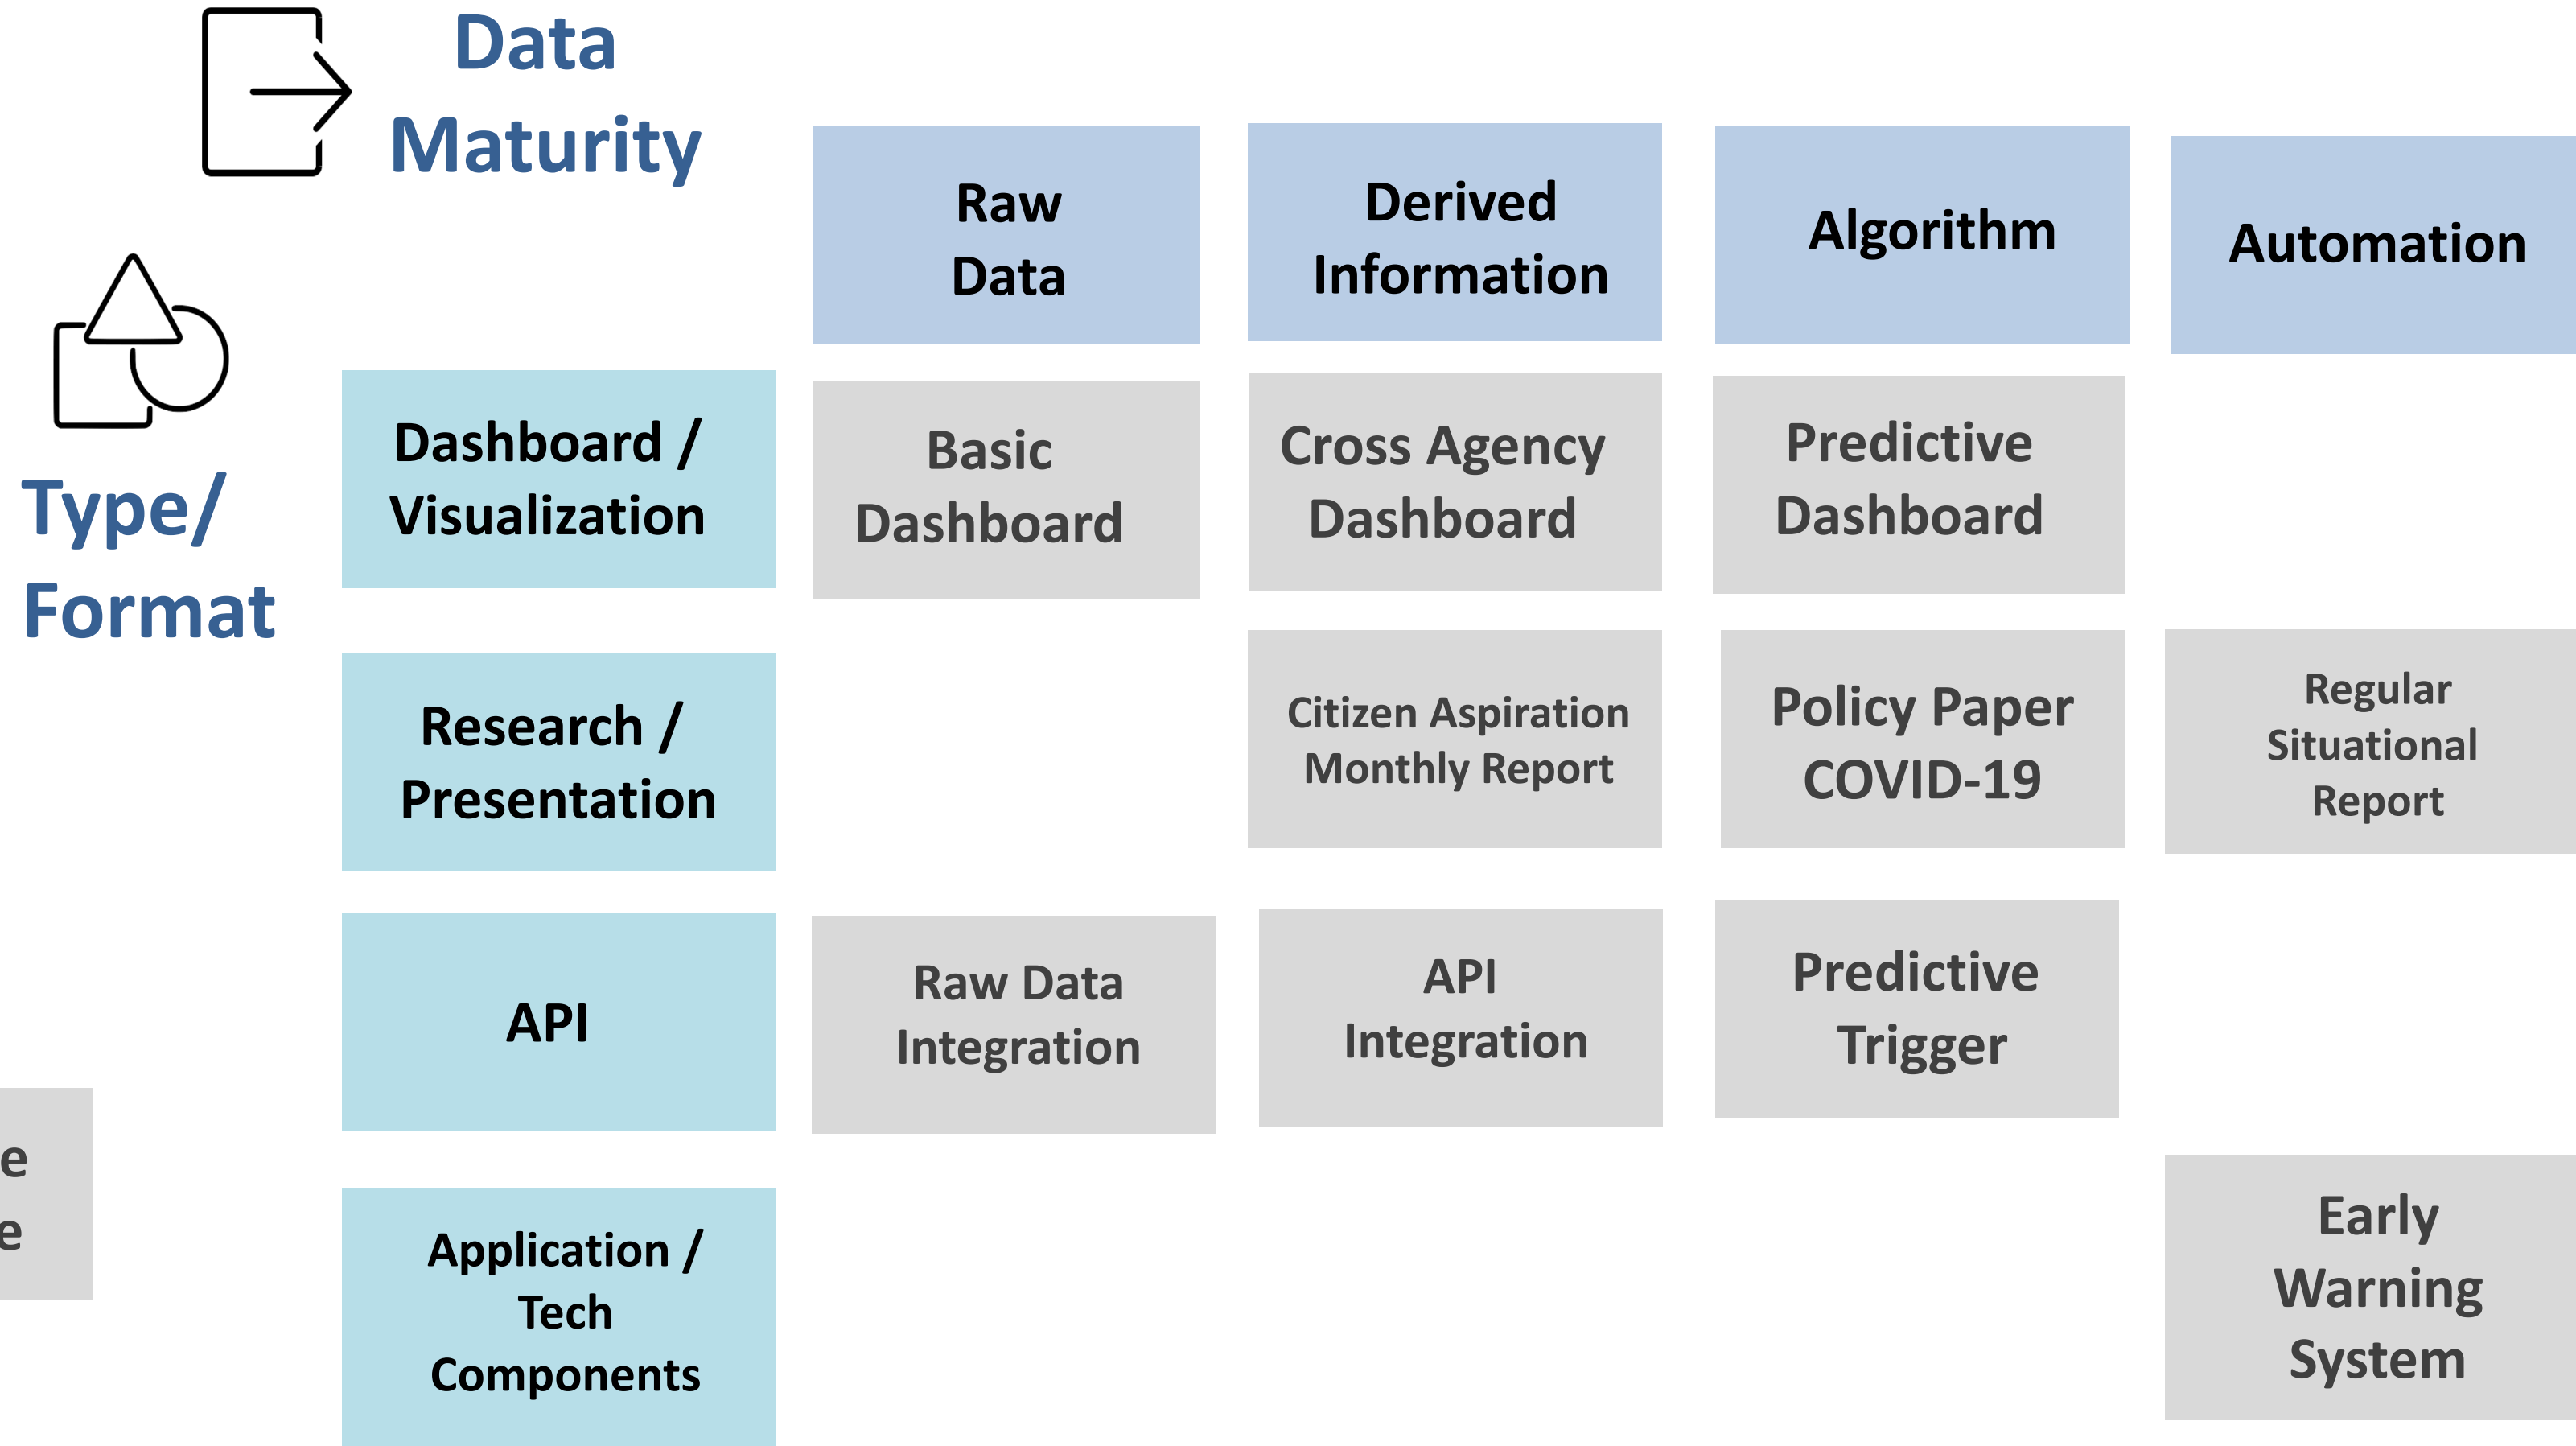 Data
Maturity
Raw
Data
Derived
Information
Algorithm
Automation
Type/
Format
Dashboard /
Visualization
Basic
Dashboard
Cross Agency
Dashboard
Predictive
Dashboard
Research /
Presentation
Citizen Aspiration
Monthly Report
Policy Paper
COVID-19
Regular
Situational
Report
API
Raw Data
Integration
API
Integration
Predictive
Trigger
Application /
Tech
Components
Early
Warning
System